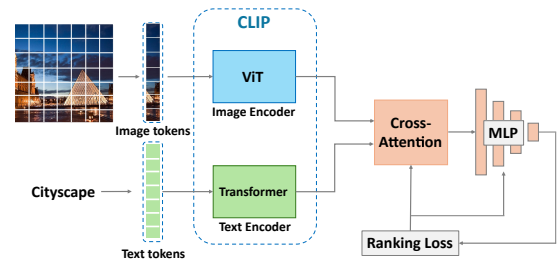 CLIP
ViT
Image Encoder
Image tokens
Cross-
Attention
MLP
Cityscape
Transformer
Text Encoder
Text tokens
Ranking Loss